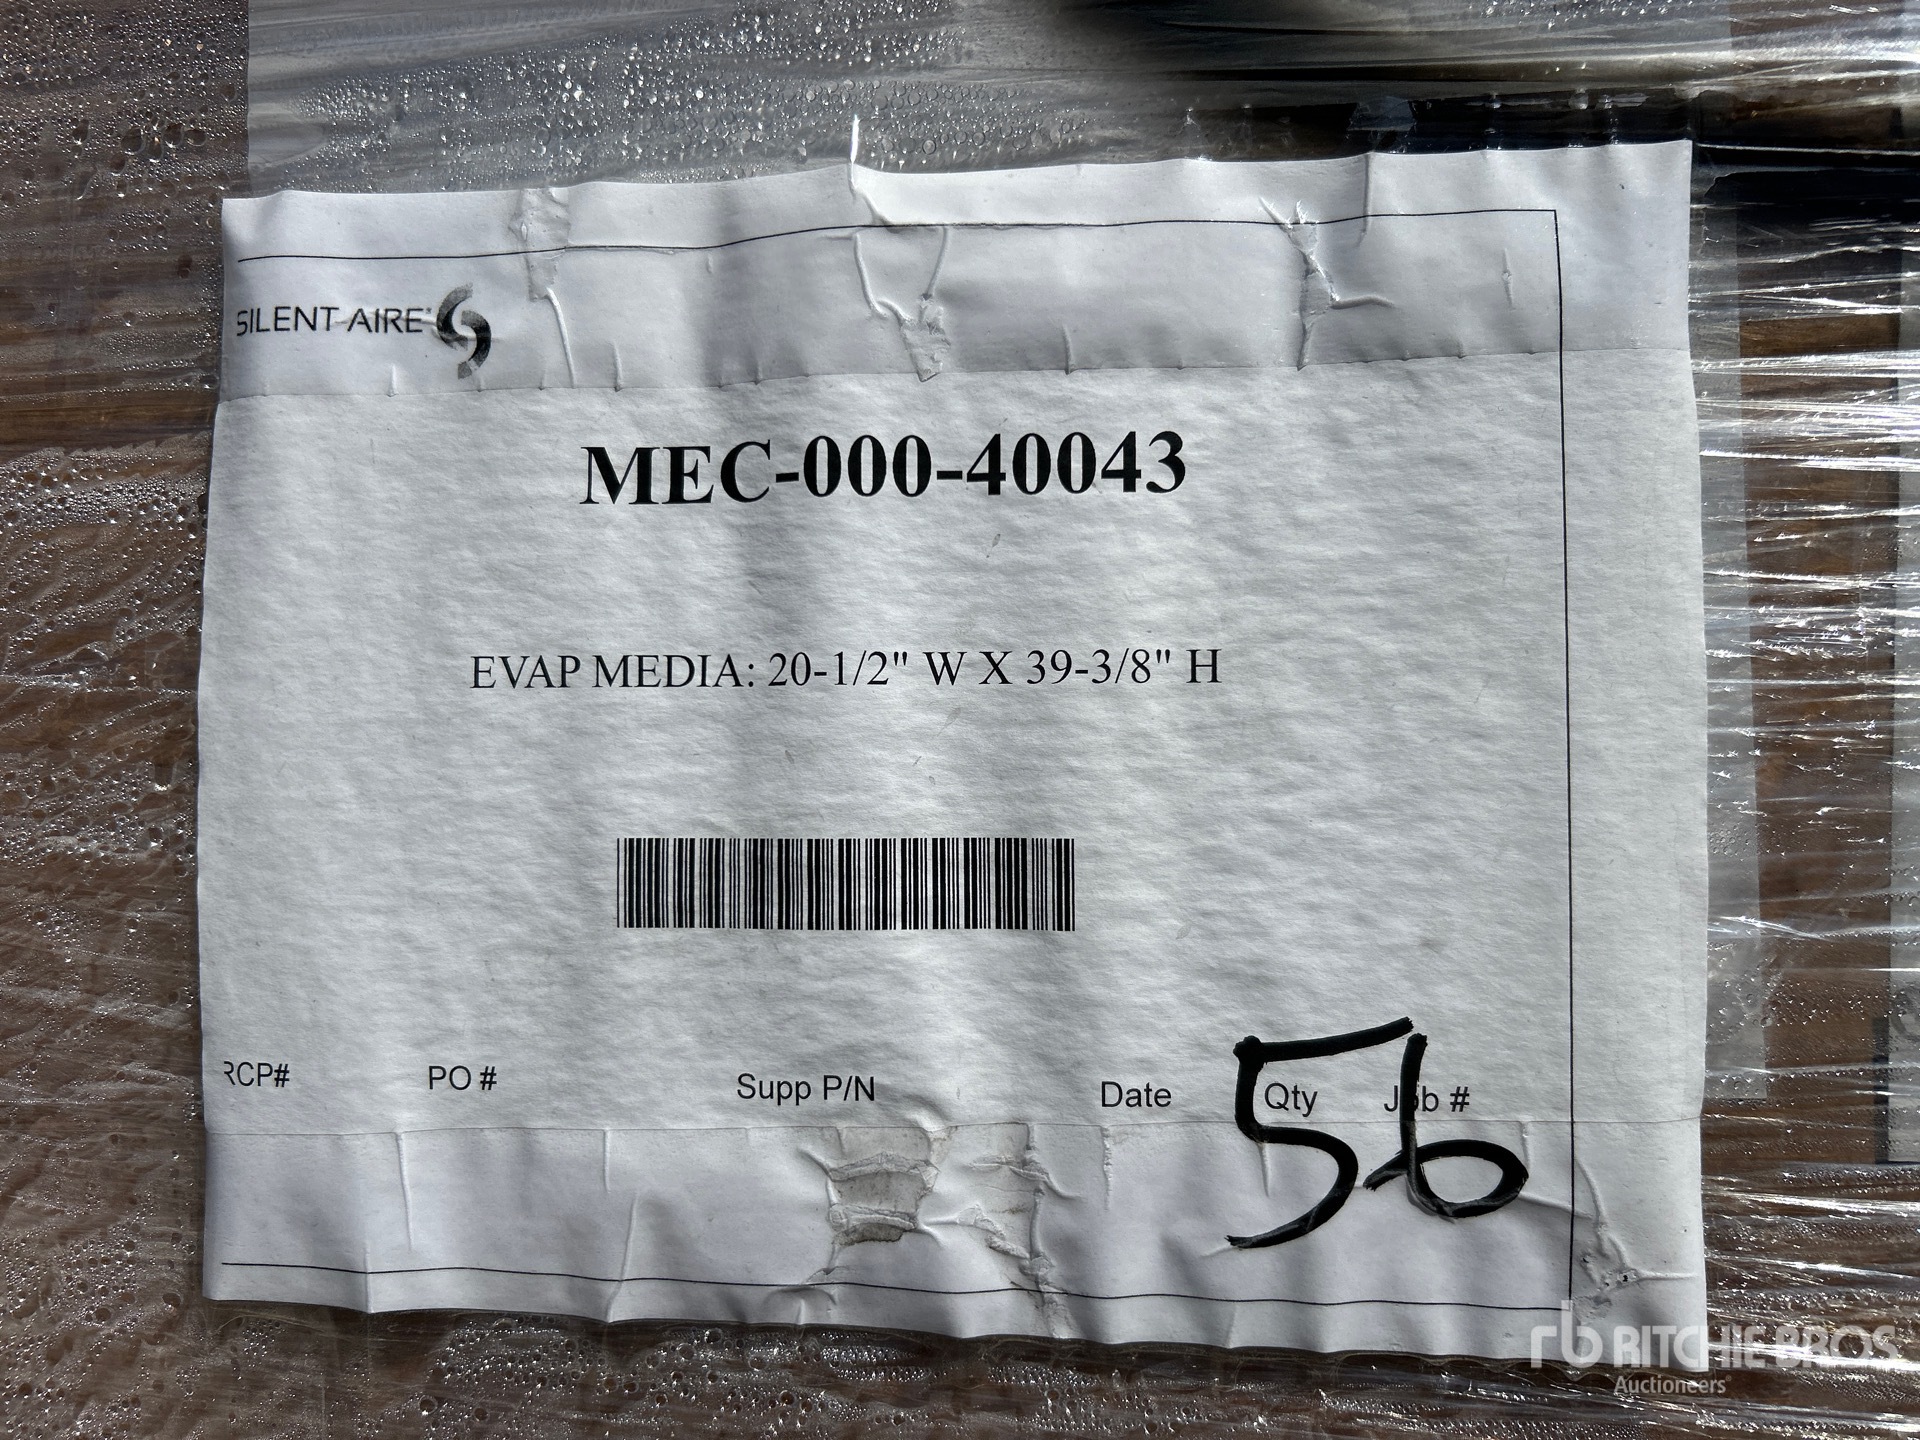 SILENT-AIRE
MEC-000-40043
EVAP MEDIA: 20-1/2" W X 39-3/8" H
RCP# PO # Supp P/N Date Qty Job #
56
rb RITCHIE BROS
Auctioneers